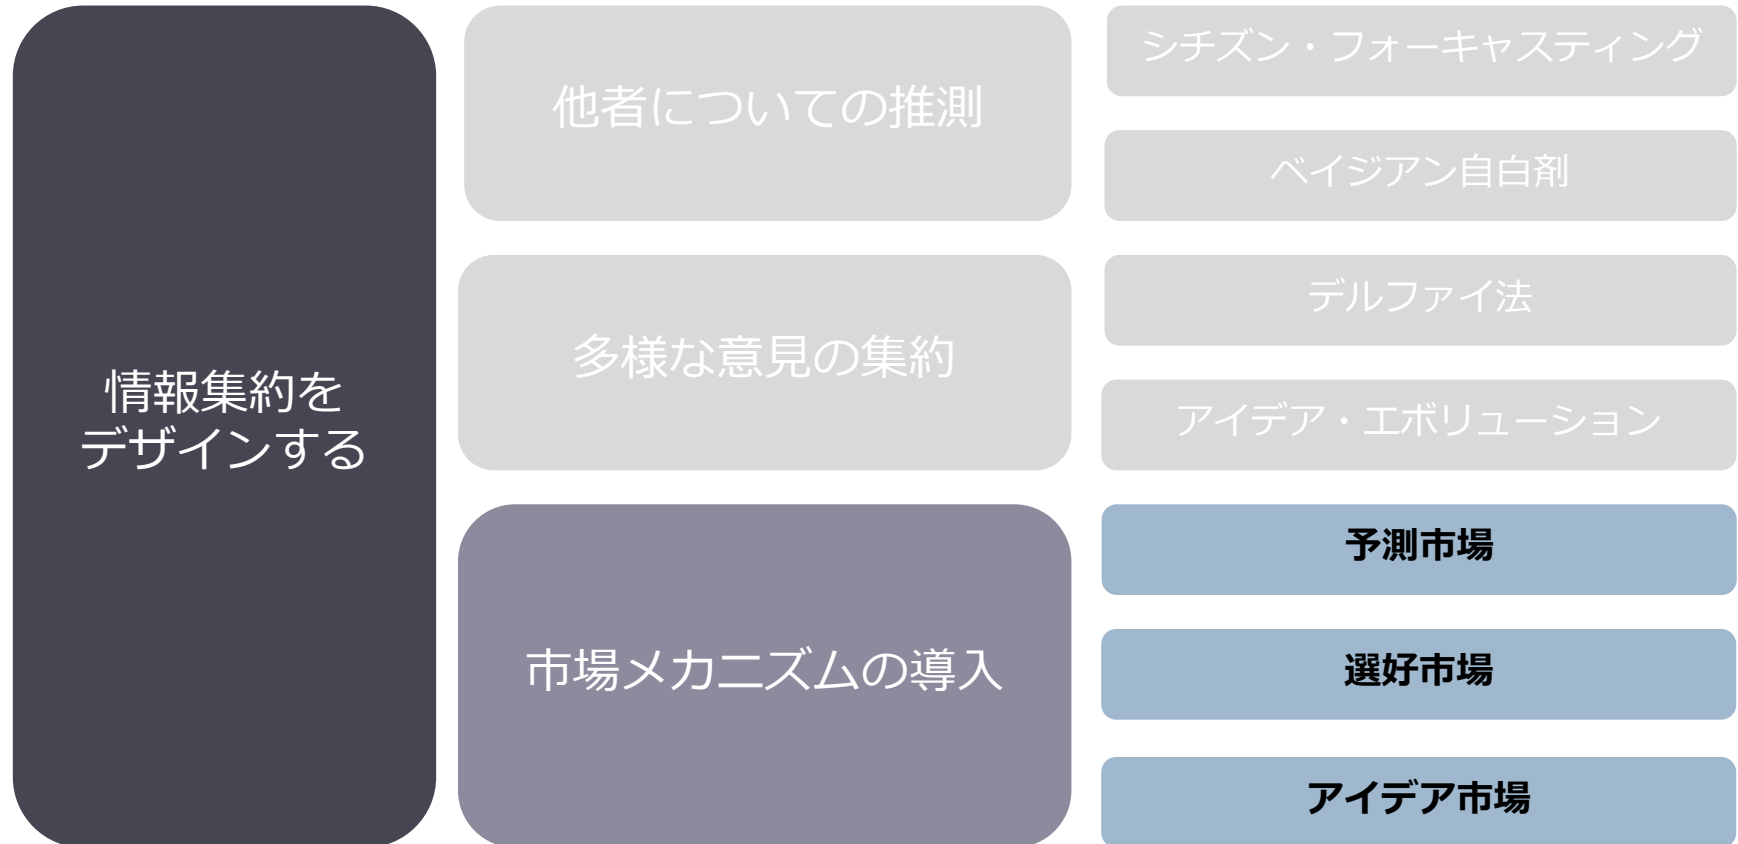 情報集約を
デザインする
他者についての推測
シチズン・フォーキャスティング
ベイジアン自白剤
多様な意見の集約
デルファイ法
アイデア・エボリューション
市場メカニズムの導入
予測市場
選好市場
アイデア市場